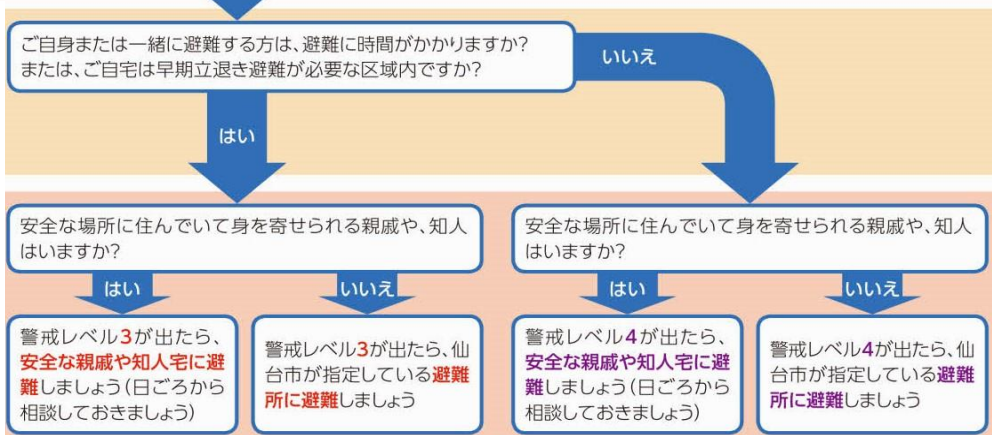 ご自身または一緒に避難する方は、避難に時間がかかりますか?
または、ご自宅は早期立退き避難が必要な区域内ですか?
いいえ
はい
安全な場所に住んでいて身を寄せられる親戚や、知人
はいますか?
はい
いいえ
警戒レベル3が出たら、
安全な親戚や知人宅に避
難しましょう(日ごろから
相談しておきましょう)
警戒レベル3が出たら、仙
台市が指定している避難
所に避難しましょう
安全な場所に住んでいて身を寄せられる親戚や、知人
はいますか?
はい
いいえ
警戒レベル4が出たら、
安全な親戚や知人宅に避
難しましょう(日ごろから
相談しておきましょう)
警戒レベル4が出たら、仙
台市が指定している避難
所に避難しましょう